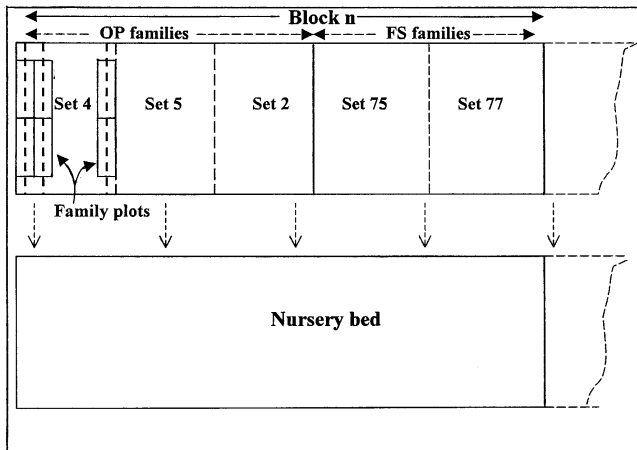 Block n
OP families
FS families
Set 4
Set 5
Set 2
Set 75
Set 77
Family plots
Nursery bed